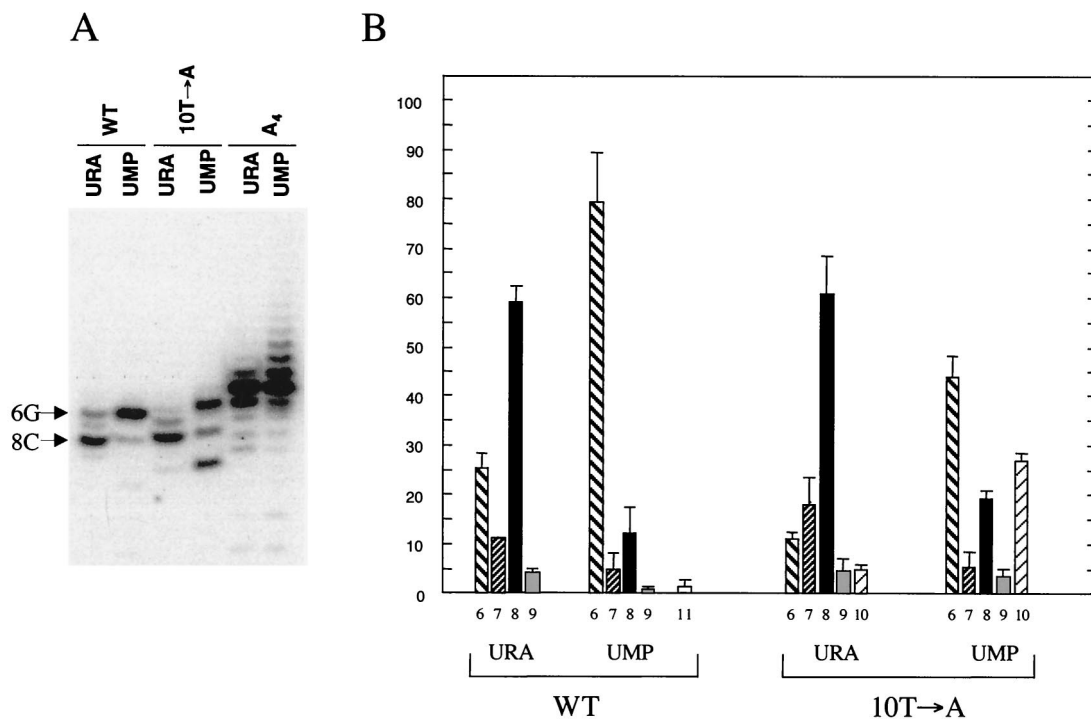 A
WT
10T→A
A4
URA
UMP
URA
UMP
URA
UMP
6G
8C
B
100
90
80
70
60
50
40
30
20
10
0
6 7 8 9
6 7 8 9 11
6 7 8 9 10
6 7 8 9 10
URA UMP URA UMP
WT 10T→A